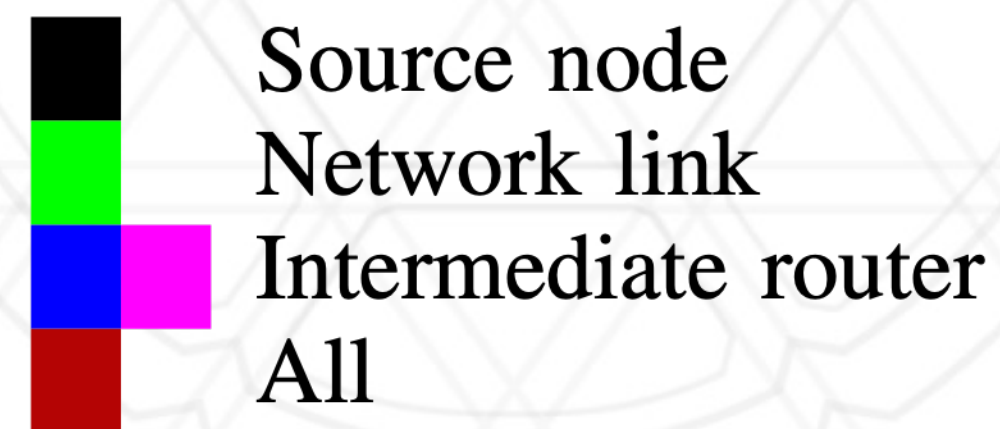 Source node
Network link
Intermediate router
All